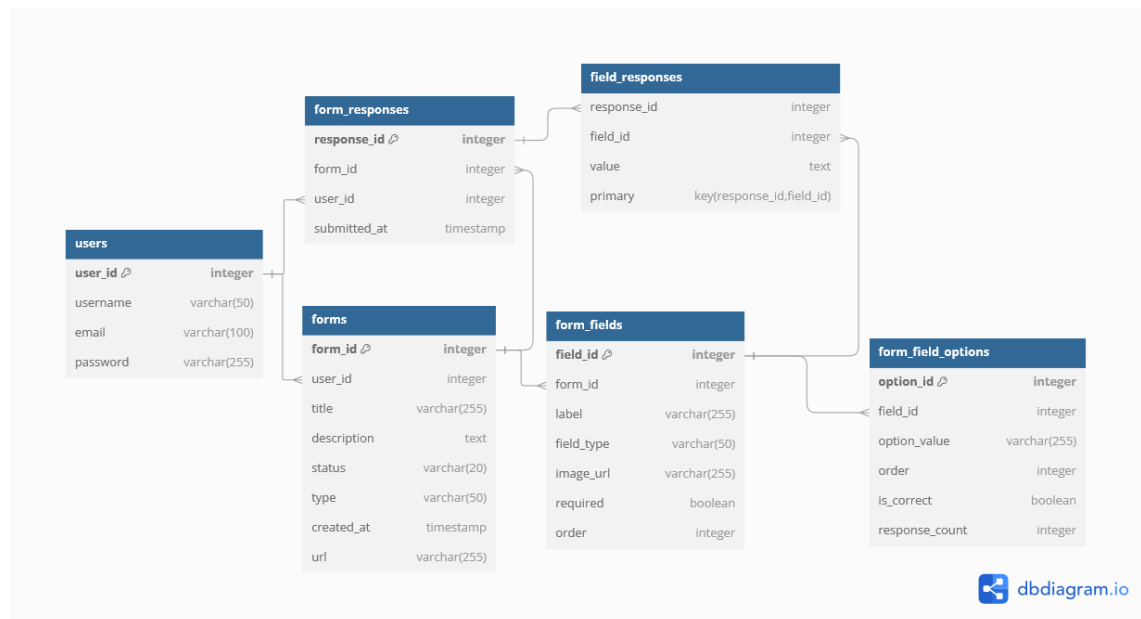 field_responses
response_id integer
field_id integer
value text
primary key(response_id,field_id)
form_responses
response_id integer
form_id integer
user_id integer
submitted_at timestamp
users
user_id integer
username varchar(50)
email varchar(100)
password varchar(255)
forms
form_id integer
user_id integer
title varchar(255)
description text
status varchar(20)
type varchar(50)
created_at timestamp
url varchar(255)
form_fields
field_id integer
form_id integer
label varchar(255)
field_type varchar(50)
image_url varchar(255)
required boolean
order integer
form_field_options
option_id integer
field_id integer
option_value varchar(255)
order integer
is_correct boolean
response_count integer
dbdiagram.io